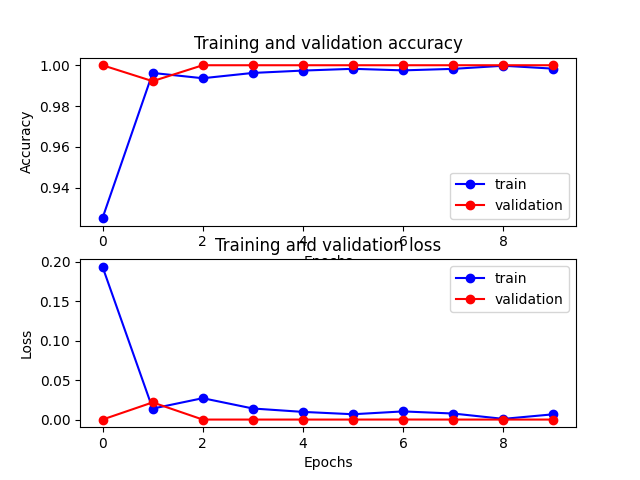 Training and validation accuracy
1.00
0.98
0.96
0.94
Accuracy
train
validation
0 2 4 6 8
Epochs
Training and validation loss
0.20
0.15
0.10
0.05
0.00
Loss
train
validation
0 2 4 6 8
Epochs